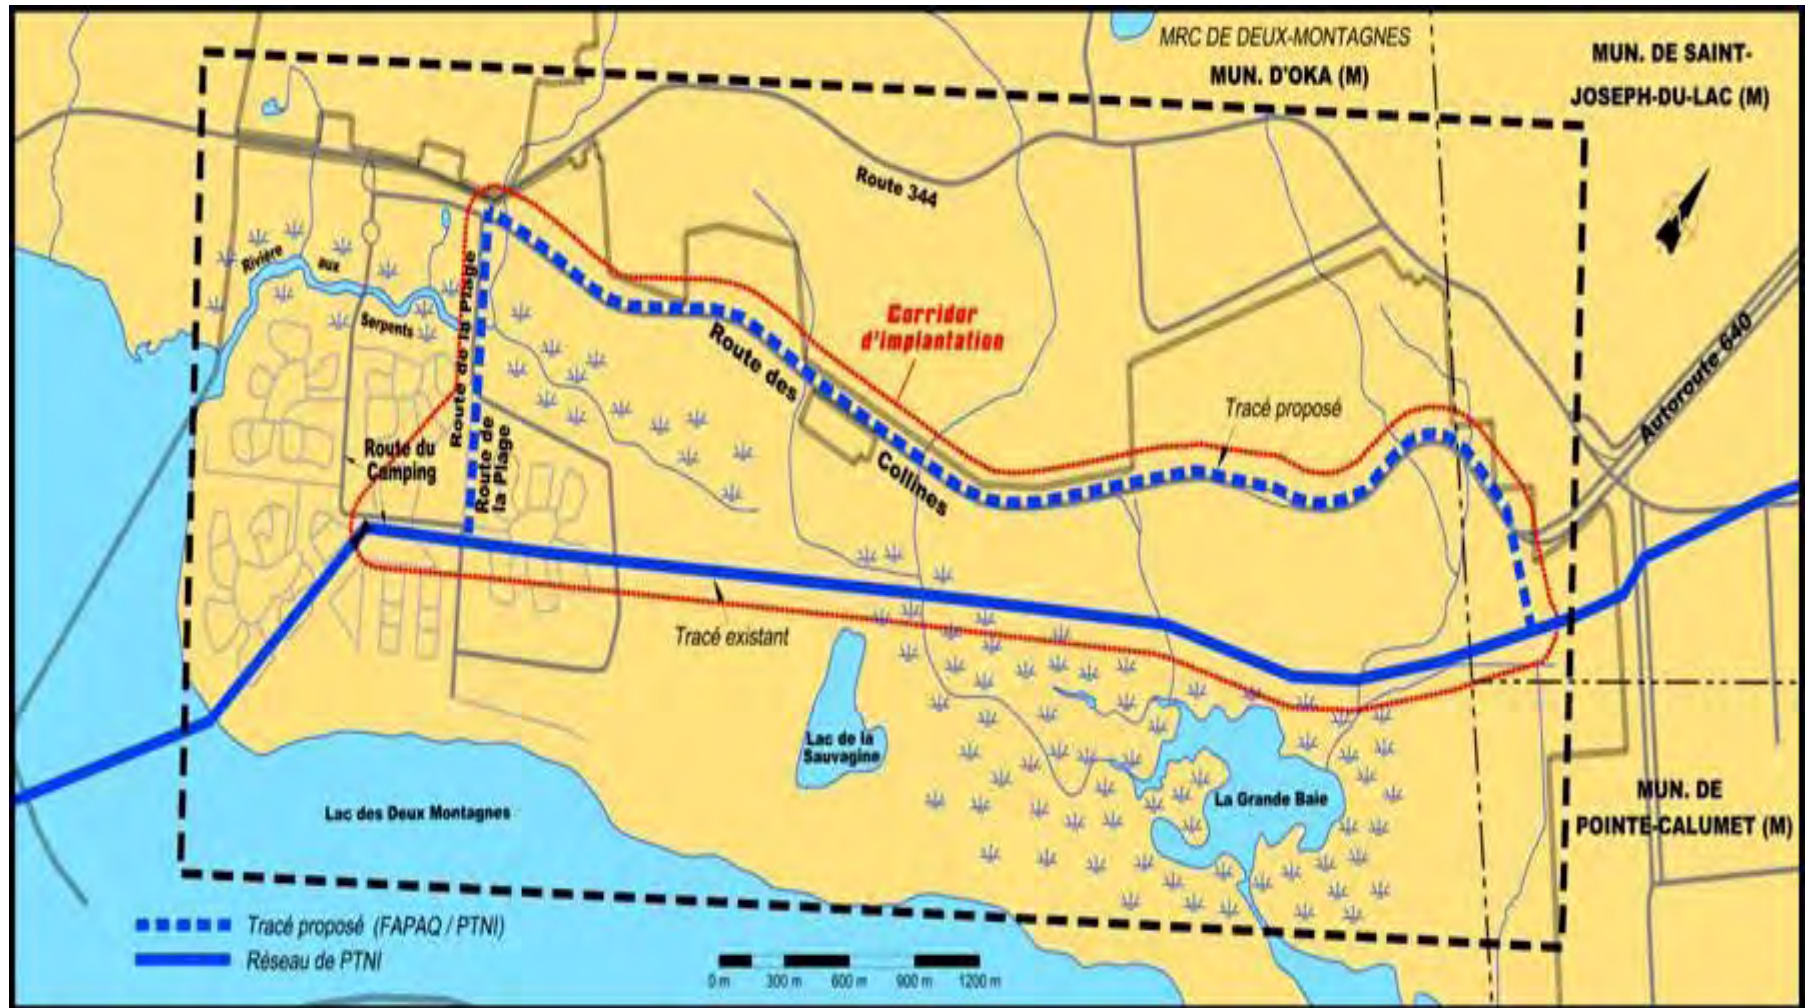 MRC DE DEUX-MONTAGNES
MUN. D'OKA (M)
MUN. DE SAINT-
JOSEPH-DU-LAC (M)
Route 344
Rivière
aux
Serpents
Route de la Plage
Corridor
d'implantation
Route des
Collines
Autoroute 640
Tracé proposé
Route du
Camping
Route de
la Plage
Tracé existant
Lac de la
Sauvagine
Lac des Deux Montagnes
La Grande Baie
MUN. DE
POINTE-CALUMET (M)
Tracé proposé (FAPAQ / PTNI)
Réseau de PTNI
0 m 300 m 600 m 900 m 1200 m